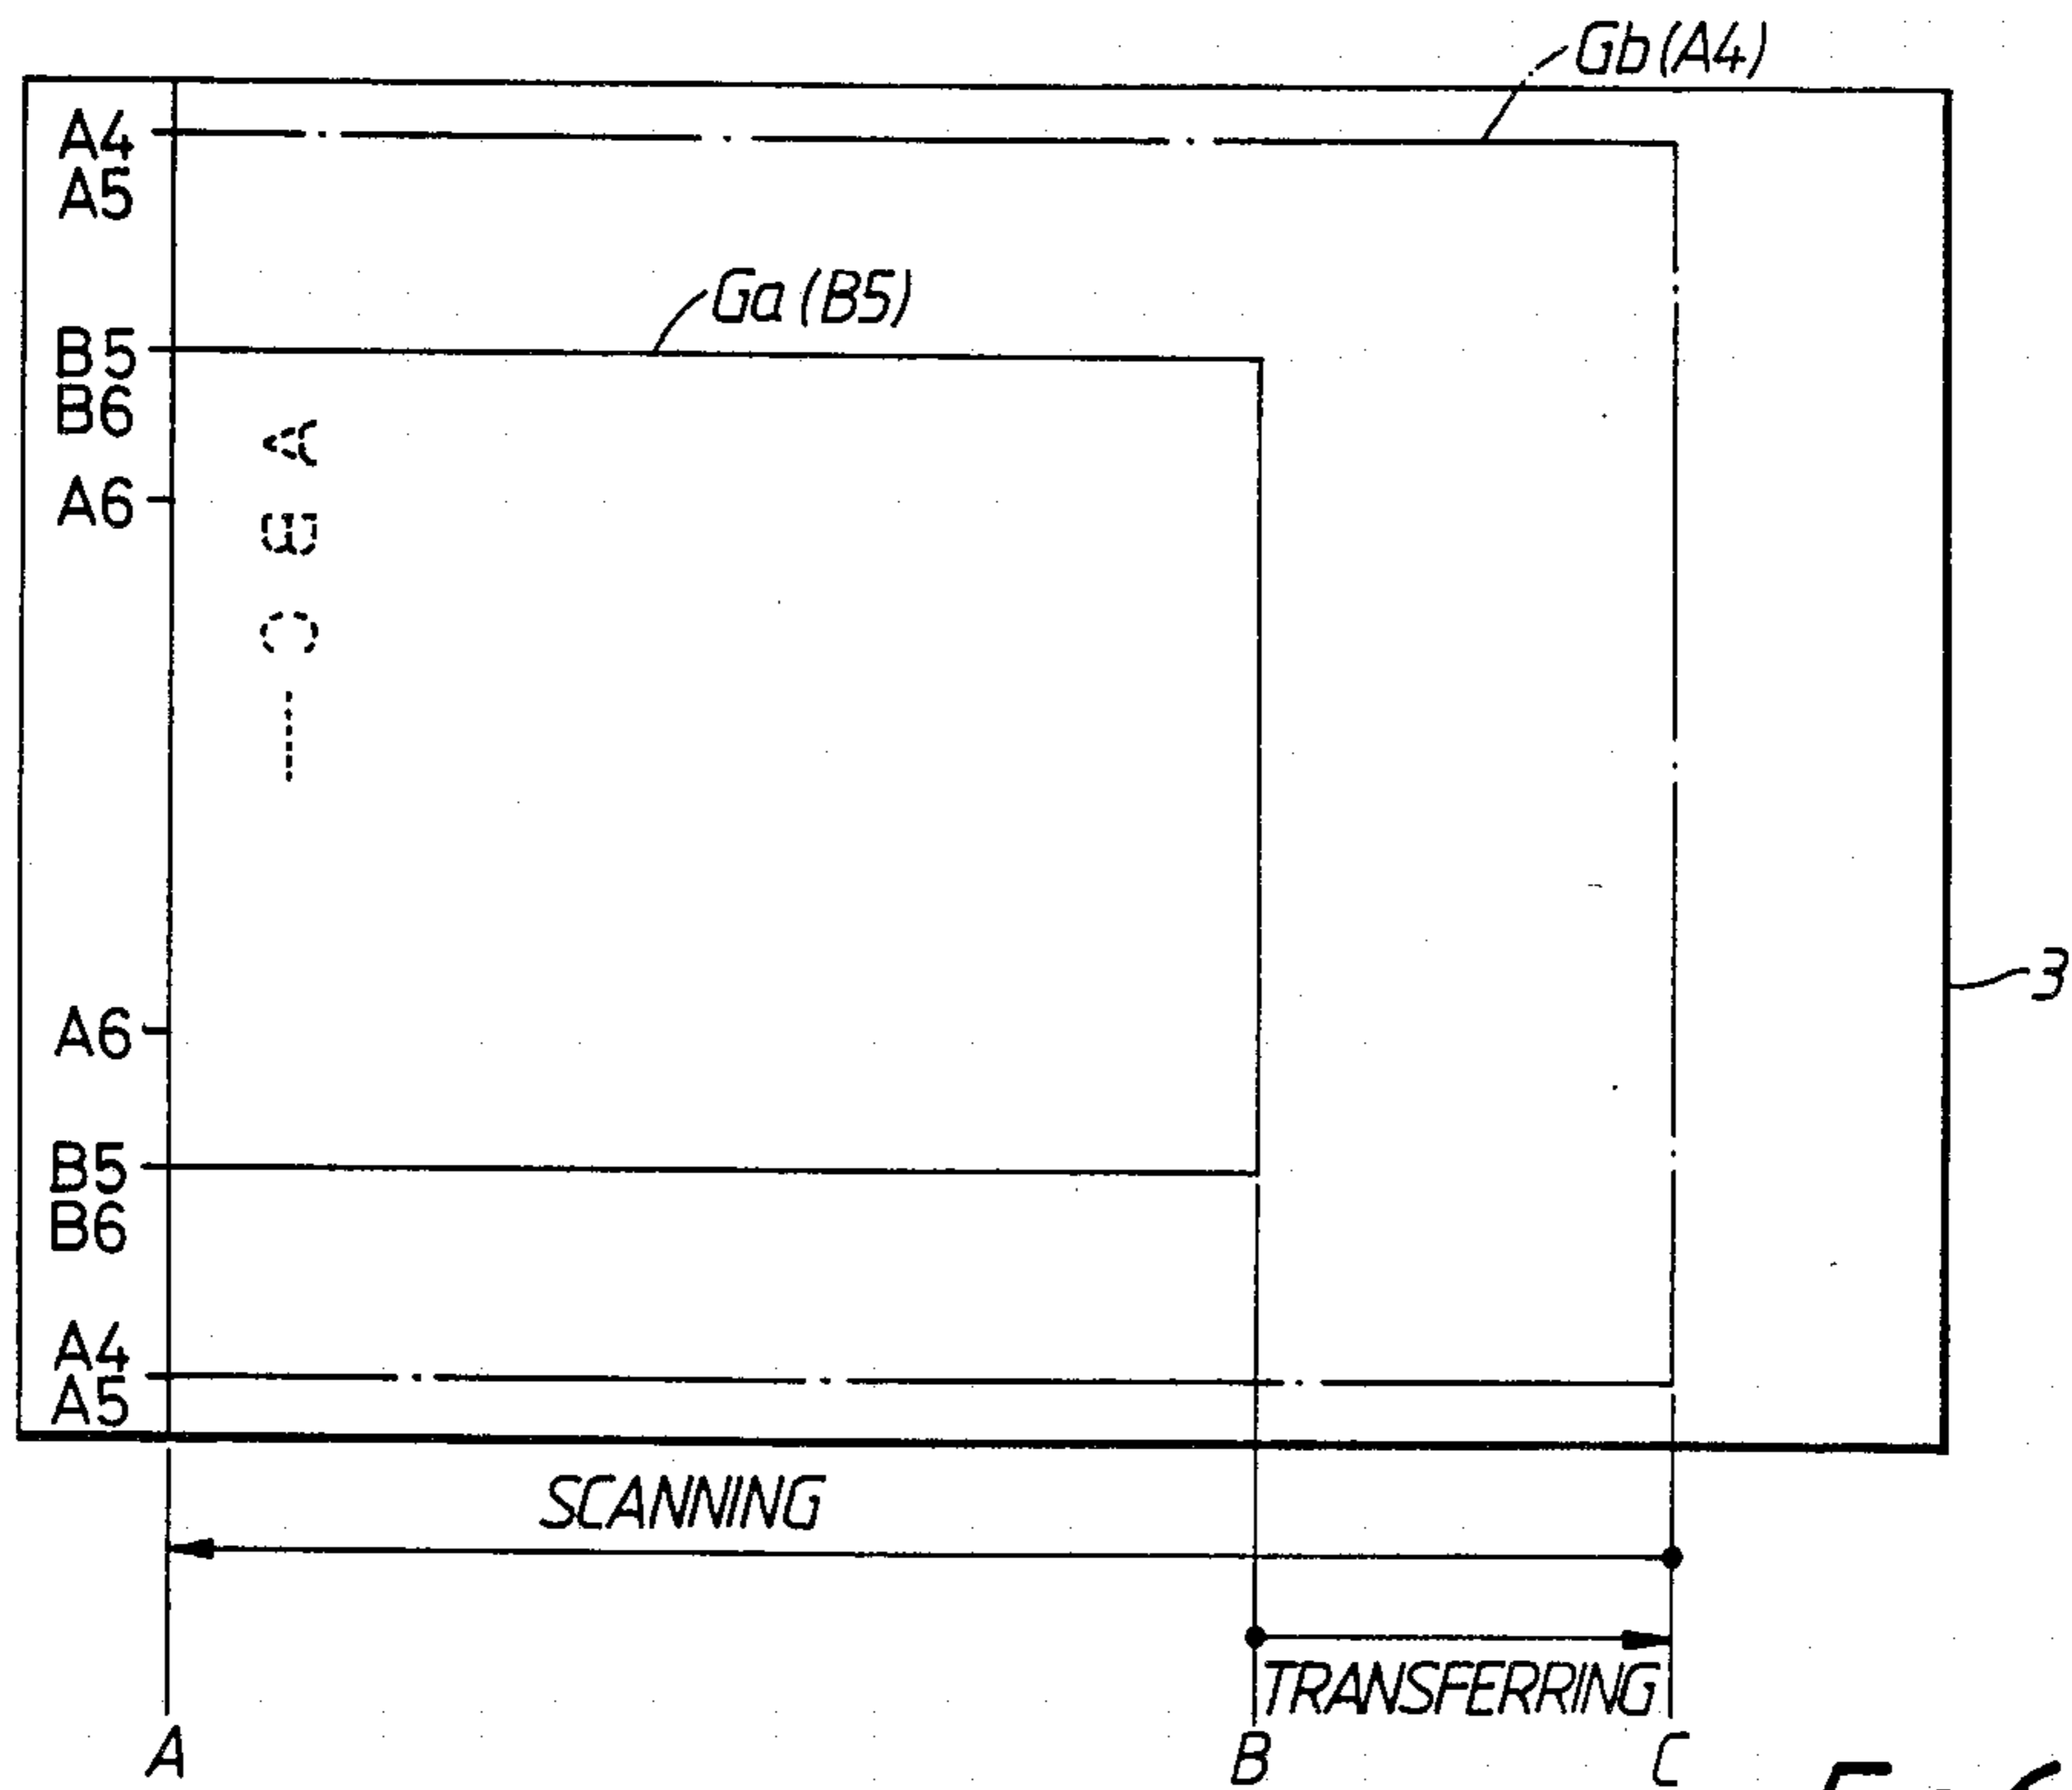 Gb(A4)
A4
A5
Ga(B5)
B5
B6
A
A6
B
C
3
A6
B5
B6
A4
A5
SCANNING
TRANSFERRING
A
B
C